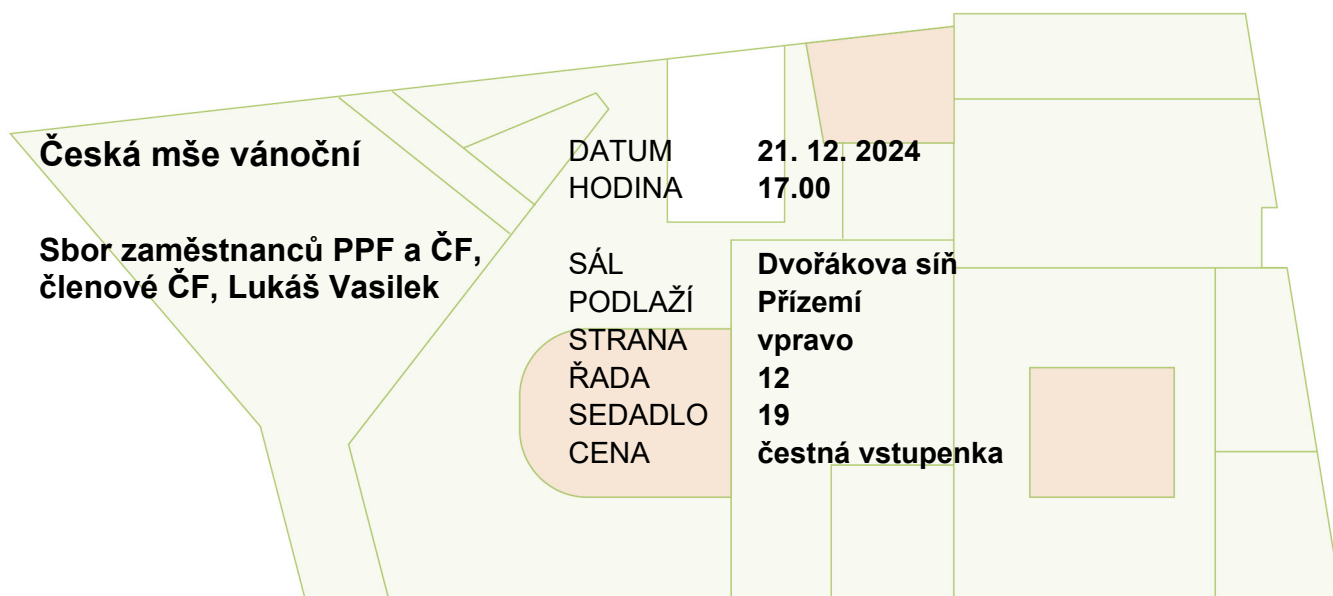 Česká mše vánoční
Sbor zaměstnanců PPF a ČF,
členové ČF, Lukáš Vasilek
DATUM 21. 12. 2024
HODINA 17.00
SÁL Dvořákova síň
PODLAŽÍ Přízemí
STRANA vpravo
ŘADA 12
SEDADLO 19
CENA čestná vstupenka